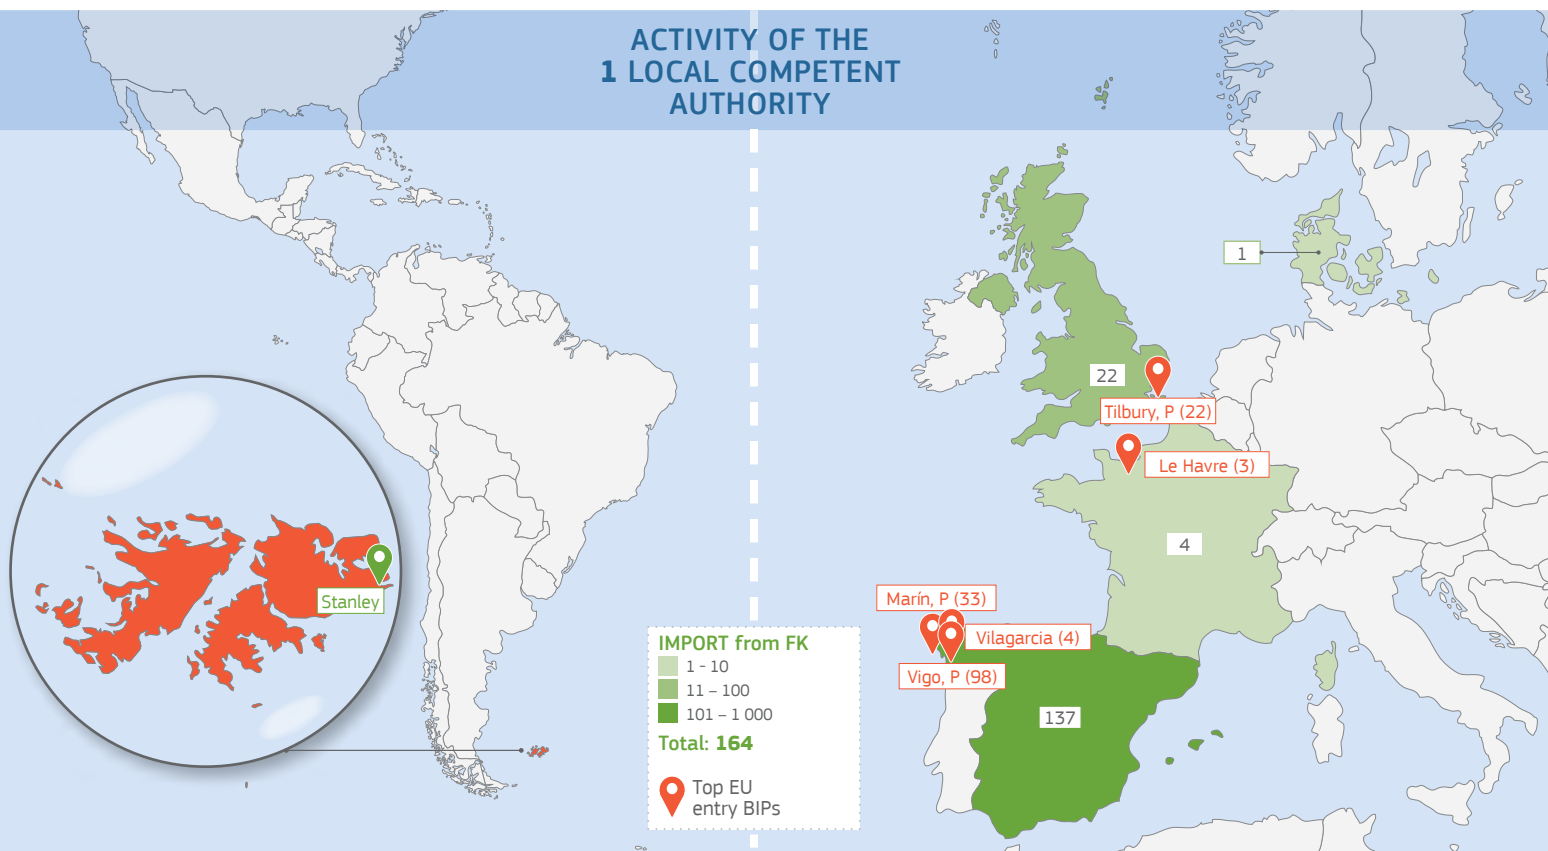 ACTIVITY OF THE
1 LOCAL COMPETENT
AUTHORITY
1
22
Tilbury, P (22)
Le Havre (3)
4
Marín, P (33)
Vilagarcia (4)
Vigo, P (98)
137
Stanley
IMPORT from FK
1 - 10
11 – 100
101 – 1 000
Total: 164
Top EU
entry BIPs